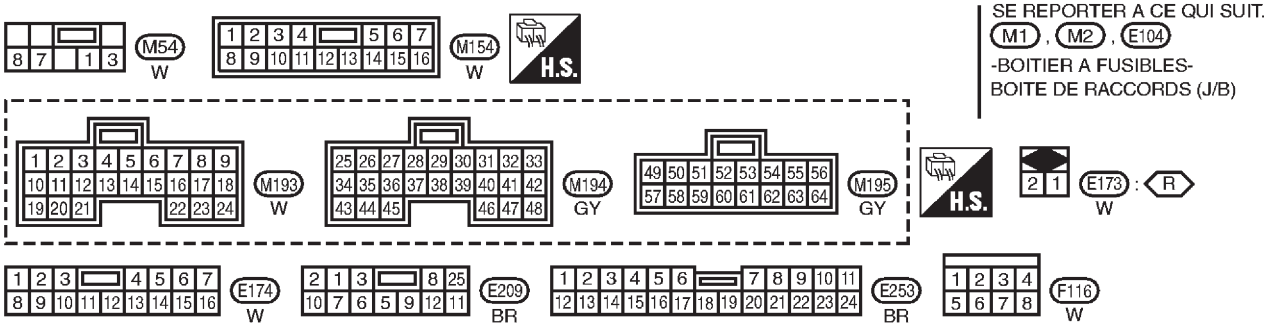 SE REPORTER A CE QUI SUIT.
M1 , M2 , E104
-BOITIER A FUSIBLES-
BOITE DE RACCORDS (J/B)
8 7 1 3
M54
W
1 2 3 4 5 6 7
8 9 10 11 12 13 14 15 16
M154
W
H.S.
1 2 3 4 5 6 7 8 9
10 11 12 13 14 15 16 17 18
19 20 21 22 23 24
M193
W
25 26 27 28 29 30 31 32 33
34 35 36 37 38 39 40 41 42
43 44 45 46 47 48
M194
GY
49 50 51 52 53 54 55 56
57 58 59 60 61 62 63 64
M195
GY
H.S.
2 1
E173 : R
W
1 2 3 4 5 6 7
8 9 10 11 12 13 14 15 16
E174
W
2 1 3 8 25
10 7 6 5 9 12 11
E209
BR
1 2 3 4 5 6 7 8 9 10 11
12 13 14 15 16 17 18 19 20 21 22 23 24
E253
BR
1 2 3 4
5 6 7 8
F116
W